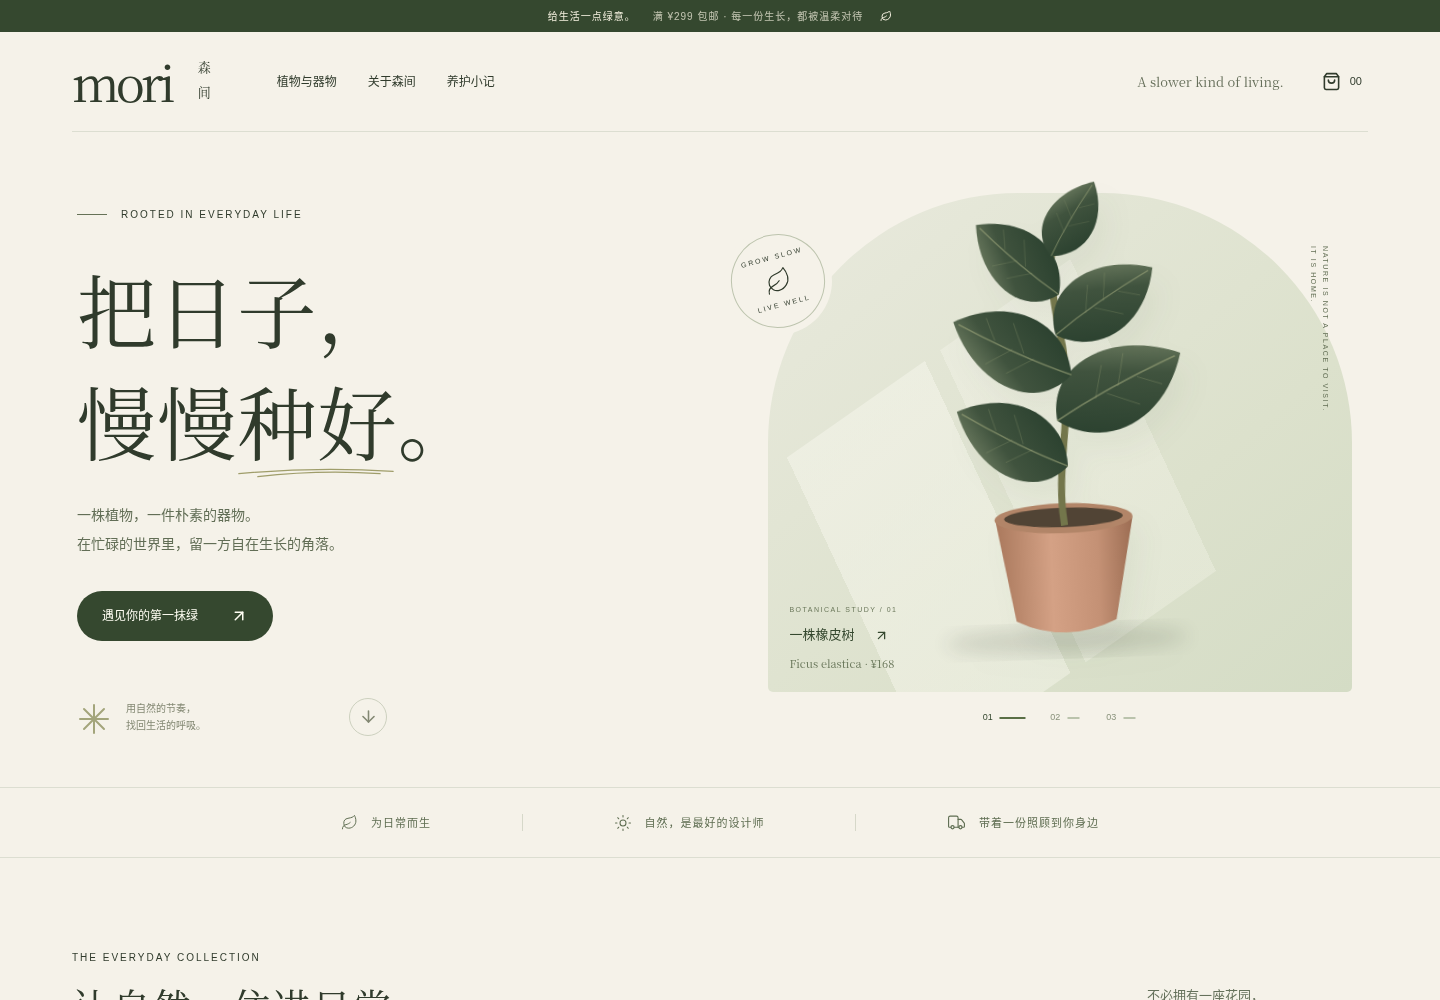 给生活一点绿意。 满 ¥299 包邮 · 每一份生长，都被温柔对待
mori 森间
植物与器物 关于森间 养护小记
A slower kind of living.
00
ROOTED IN EVERYDAY LIFE
把日子，
慢慢种好。
一株植物，一件朴素的器物。
在忙碌的世界里，留一方自在生长的角落。
遇见你的第一抹绿
用自然的节奏，
找回生活的呼吸。
GROW SLOW
LIVE WELL
NATURE IS NOT A PLACE TO VISIT.
IT IS HOME.
BOTANICAL STUDY / 01
一株橡皮树
Ficus elastica · ¥168
01 02 03
为日常而生
自然，是最好的设计师
带着一份照顾到你身边
THE EVERYDAY COLLECTION
让自然，住进日常
不必拥有一座花园，